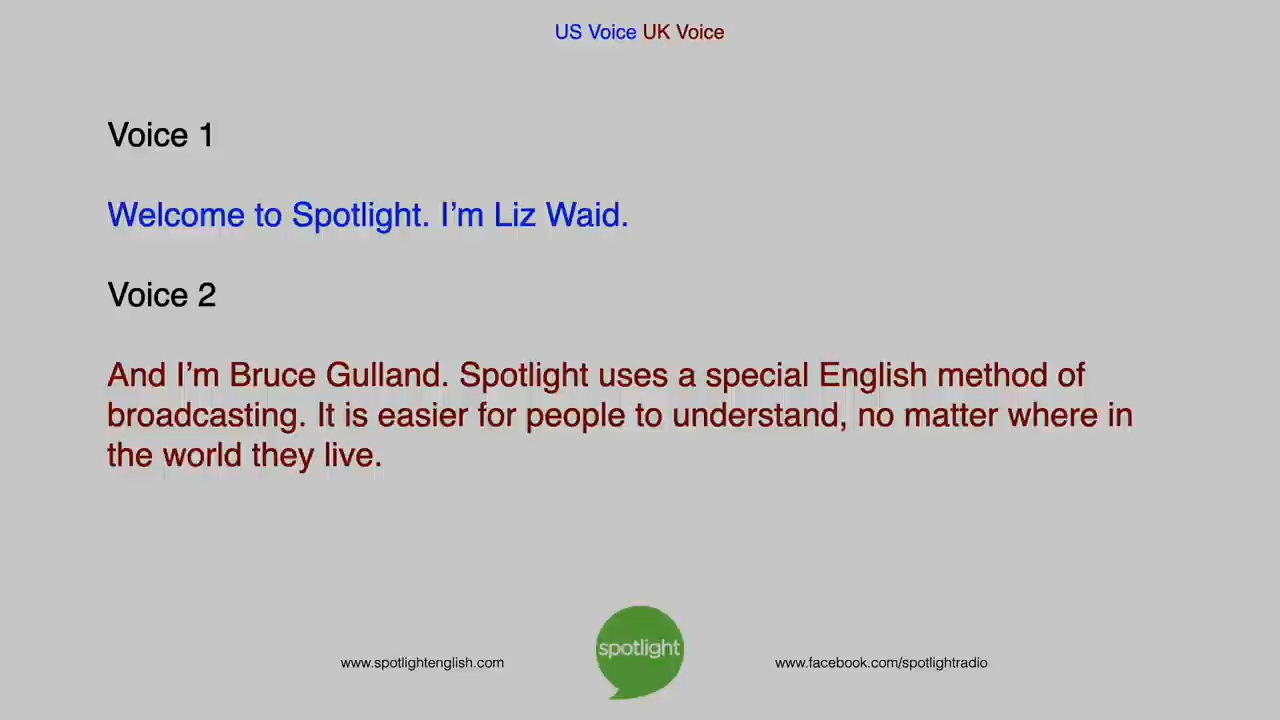 US Voice UK Voice
Voice 1
Welcome to Spotlight. I’m Liz Waid.
Voice 2
And I’m Bruce Gulland. Spotlight uses a special English method of
broadcasting. It is easier for people to understand, no matter where in
the world they live.
www.spotlightenglish.com
spotlight
www.facebook.com/spotlightradio